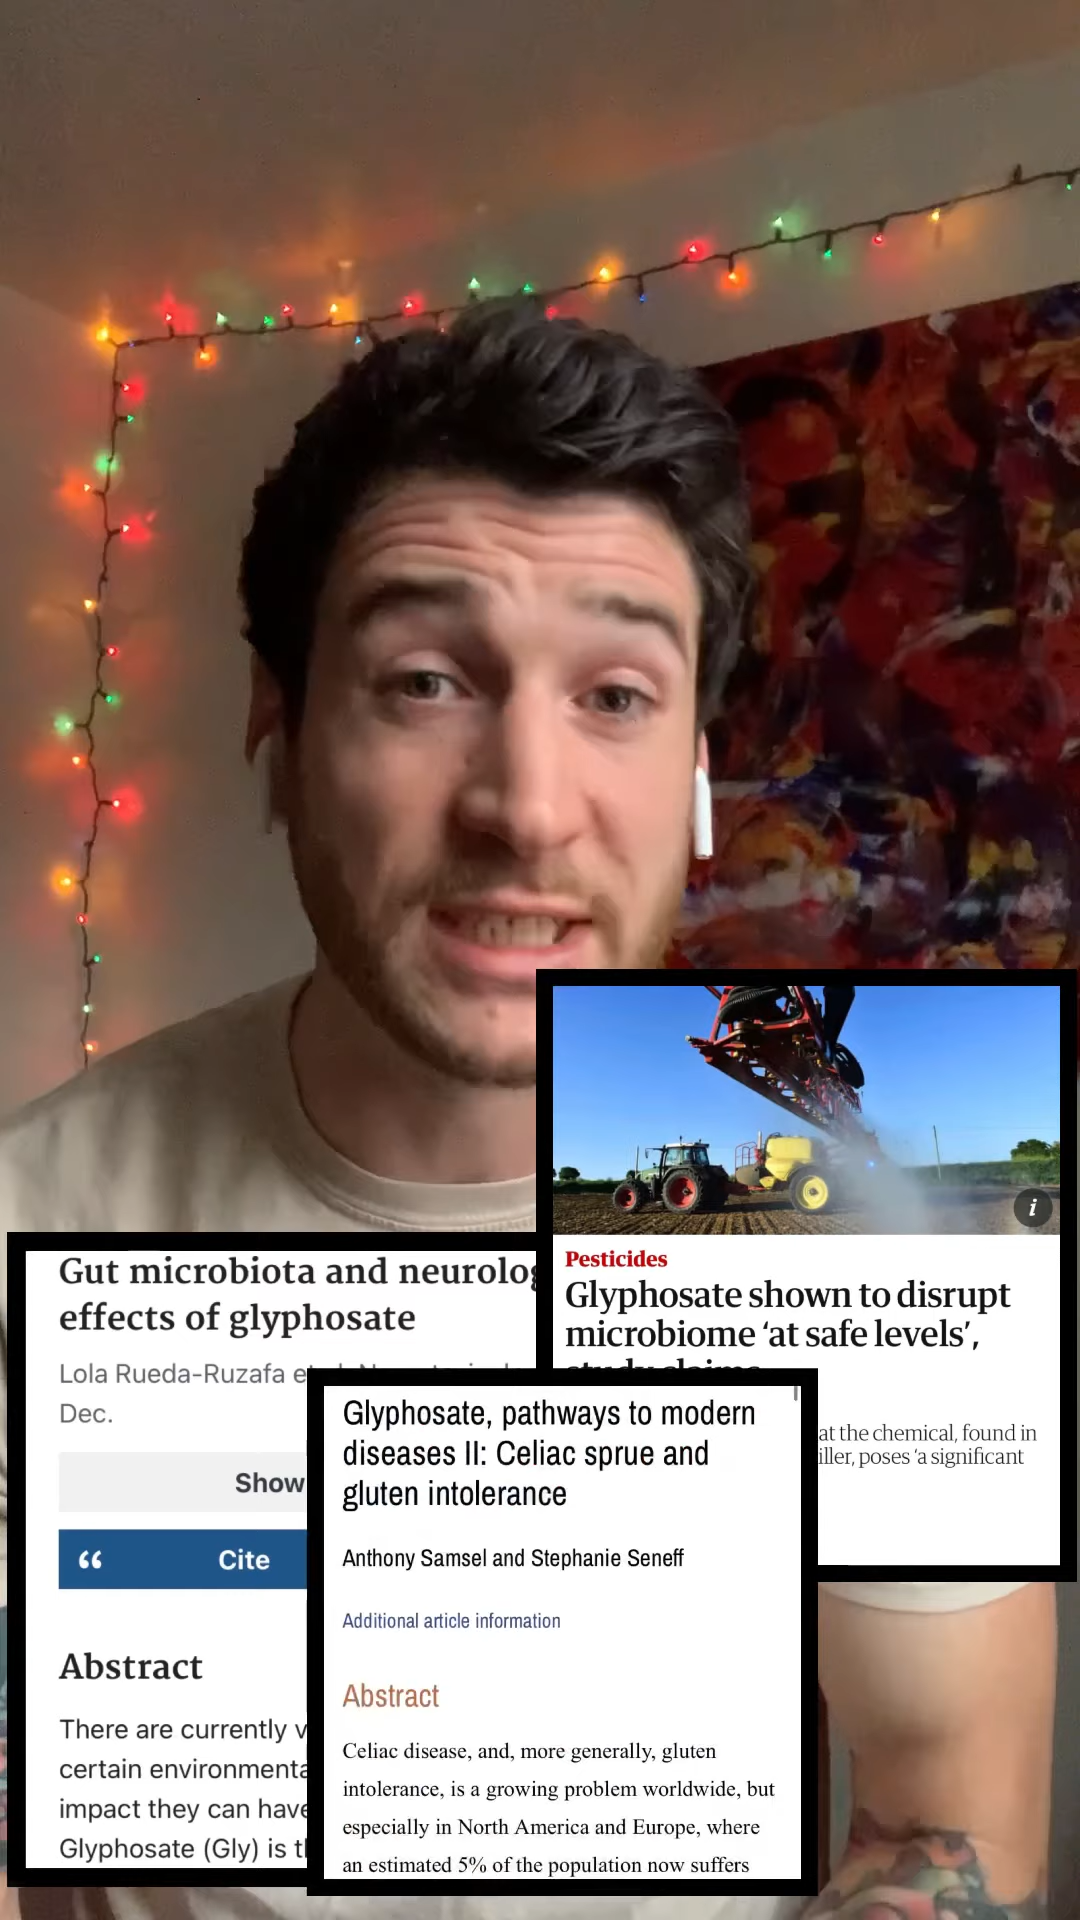 Pesticides
Glyphosate shown to disrupt
microbiome ‘at safe levels’,
study claims
at the chemical, found in
iller, poses ‘a significant
Gut microbiota and neurolog
effects of glyphosate
Lola Rueda-Ruzafa et
Dec.
Show
“ Cite
Abstract
There are currently v
certain environmenta
impact they can have
Glyphosate (Gly) is t
Glyphosate, pathways to modern
diseases II: Celiac sprue and
gluten intolerance
Anthony Samsel and Stephanie Seneff
Additional article information
Abstract
Celiac disease, and, more generally, gluten
intolerance, is a growing problem worldwide, but
especially in North America and Europe, where
an estimated 5% of the population now suffers